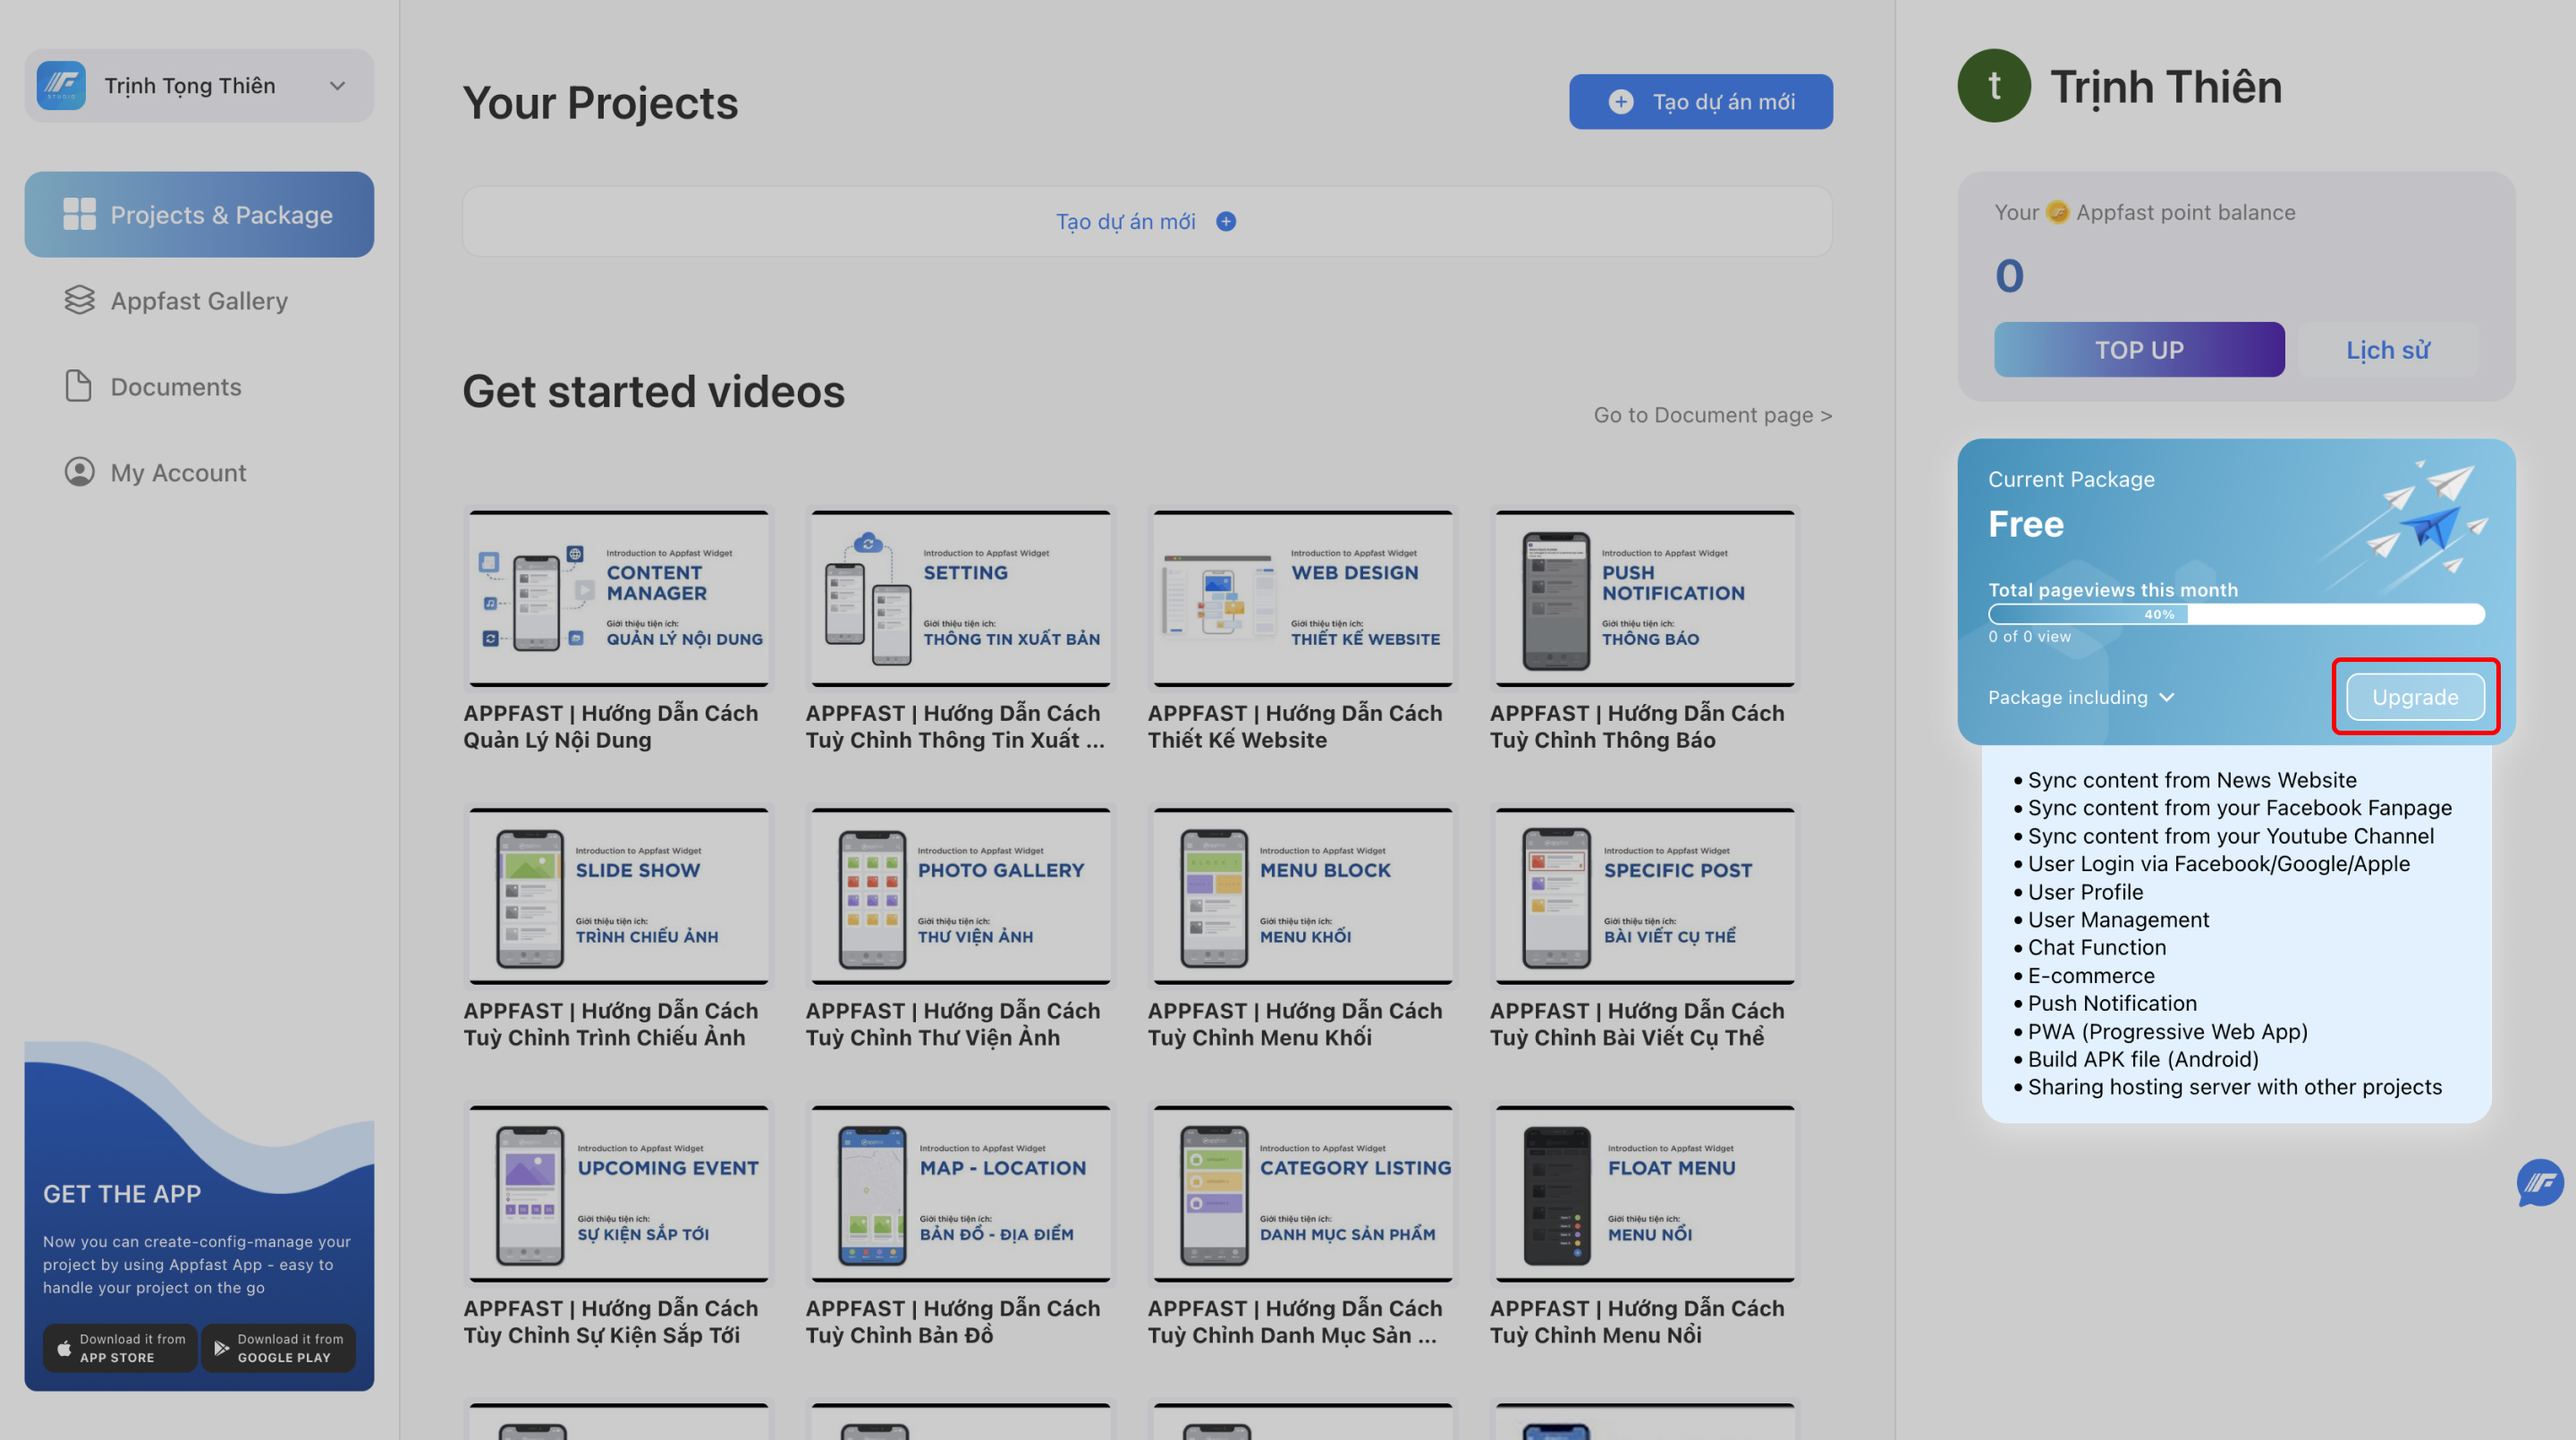 STUDIO
Trịnh Tọng Thiên
Projects & Package
Appfast Gallery
Documents
My Account
GET THE APP
Now you can create-config-manage your
project by using Appfast App - easy to
handle your project on the go
Download it from
APP STORE
Download it from
GOOGLE PLAY
Your Projects
Tạo dự án mới
Tạo dự án mới
Get started videos
Go to Document page >
Introduction to Appfast Widget
CONTENT
MANAGER
Giới thiệu tiện ích:
QUẢN LÝ NỘI DUNG
APPFAST | Hướng Dẫn Cách
Quản Lý Nội Dung
Introduction to Appfast Widget
SETTING
Giới thiệu tiện ích:
THÔNG TIN XUẤT BẢN
APPFAST | Hướng Dẫn Cách
Tuỳ Chỉnh Thông Tin Xuất ...
Introduction to Appfast Widget
WEB DESIGN
Giới thiệu tiện ích:
THIẾT KẾ WEBSITE
APPFAST | Hướng Dẫn Cách
Thiết Kế Website
Introduction to Appfast Widget
PUSH
NOTIFICATION
Giới thiệu tiện ích:
THÔNG BÁO
APPFAST | Hướng Dẫn Cách
Tuỳ Chỉnh Thông Báo
Introduction to Appfast Widget
SLIDE SHOW
Giới thiệu tiện ích:
TRÌNH CHIẾU ẢNH
APPFAST | Hướng Dẫn Cách
Tuỳ Chỉnh Trình Chiếu Ảnh
Introduction to Appfast Widget
PHOTO GALLERY
Giới thiệu tiện ích:
THƯ VIỆN ẢNH
APPFAST | Hướng Dẫn Cách
Tuỳ Chỉnh Thư Viện Ảnh
Introduction to Appfast Widget
MENU BLOCK
Giới thiệu tiện ích:
MENU KHỐI
APPFAST | Hướng Dẫn Cách
Tuỳ Chỉnh Menu Khối
Introduction to Appfast Widget
SPECIFIC POST
Giới thiệu tiện ích:
BÀI VIẾT CỤ THỂ
APPFAST | Hướng Dẫn Cách
Tuỳ Chỉnh Bài Viết Cụ Thể
Introduction to Appfast Widget
UPCOMING EVENT
Giới thiệu tiện ích:
SỰ KIỆN SẮP TỚI
APPFAST | Hướng Dẫn Cách
Tùy Chỉnh Sự Kiện Sắp Tới
Introduction to Appfast Widget
MAP - LOCATION
Giới thiệu tiện ích:
BẢN ĐỒ - ĐỊA ĐIỂM
APPFAST | Hướng Dẫn Cách
Tuỳ Chỉnh Bản Đồ
Introduction to Appfast Widget
CATEGORY LISTING
Giới thiệu tiện ích:
DANH MỤC SẢN PHẨM
APPFAST | Hướng Dẫn Cách
Tuỳ Chỉnh Danh Mục Sản ...
Introduction to Appfast Widget
FLOAT MENU
Giới thiệu tiện ích:
MENU NỔI
APPFAST | Hướng Dẫn Cách
Tuỳ Chỉnh Menu Nổi
t
Trịnh Thiên
Your Appfast point balance
0
TOP UP
Lịch sử
Current Package
Free
Total pageviews this month
40%
0 of 0 view
Package including
Upgrade
• Sync content from News Website
• Sync content from your Facebook Fanpage
• Sync content from your Youtube Channel
• User Login via Facebook/Google/Apple
• User Profile
• User Management
• Chat Function
• E-commerce
• Push Notification
• PWA (Progressive Web App)
• Build APK file (Android)
• Sharing hosting server with other projects